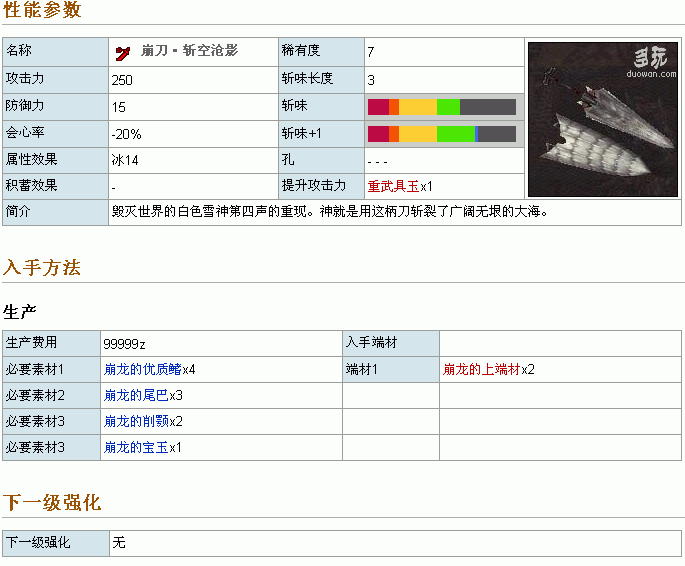 性能参数
名称 崩刀·斩空沧影 稀有度 7
攻击力 250 斩味长度 3
防御力 15 斩味
会心率 -20% 斩味+1
属性效果 冰14 孔 - - -
积蓄效果 - 提升攻击力 重武具玉x1
简介 毁灭世界的白色雪神第四声的重现。神就是用这柄刀斩裂了广阔无垠的大海。
多玩
duowan.com
入手方法
生产
生产费用 99999z 入手端材
必要素材1 崩龙的优质鳍x4 端材1 崩龙的上端材x2
必要素材2 崩龙的尾巴x3
必要素材3 崩龙的削颚x2
必要素材3 崩龙的宝玉x1
下一级强化
下一级强化 无